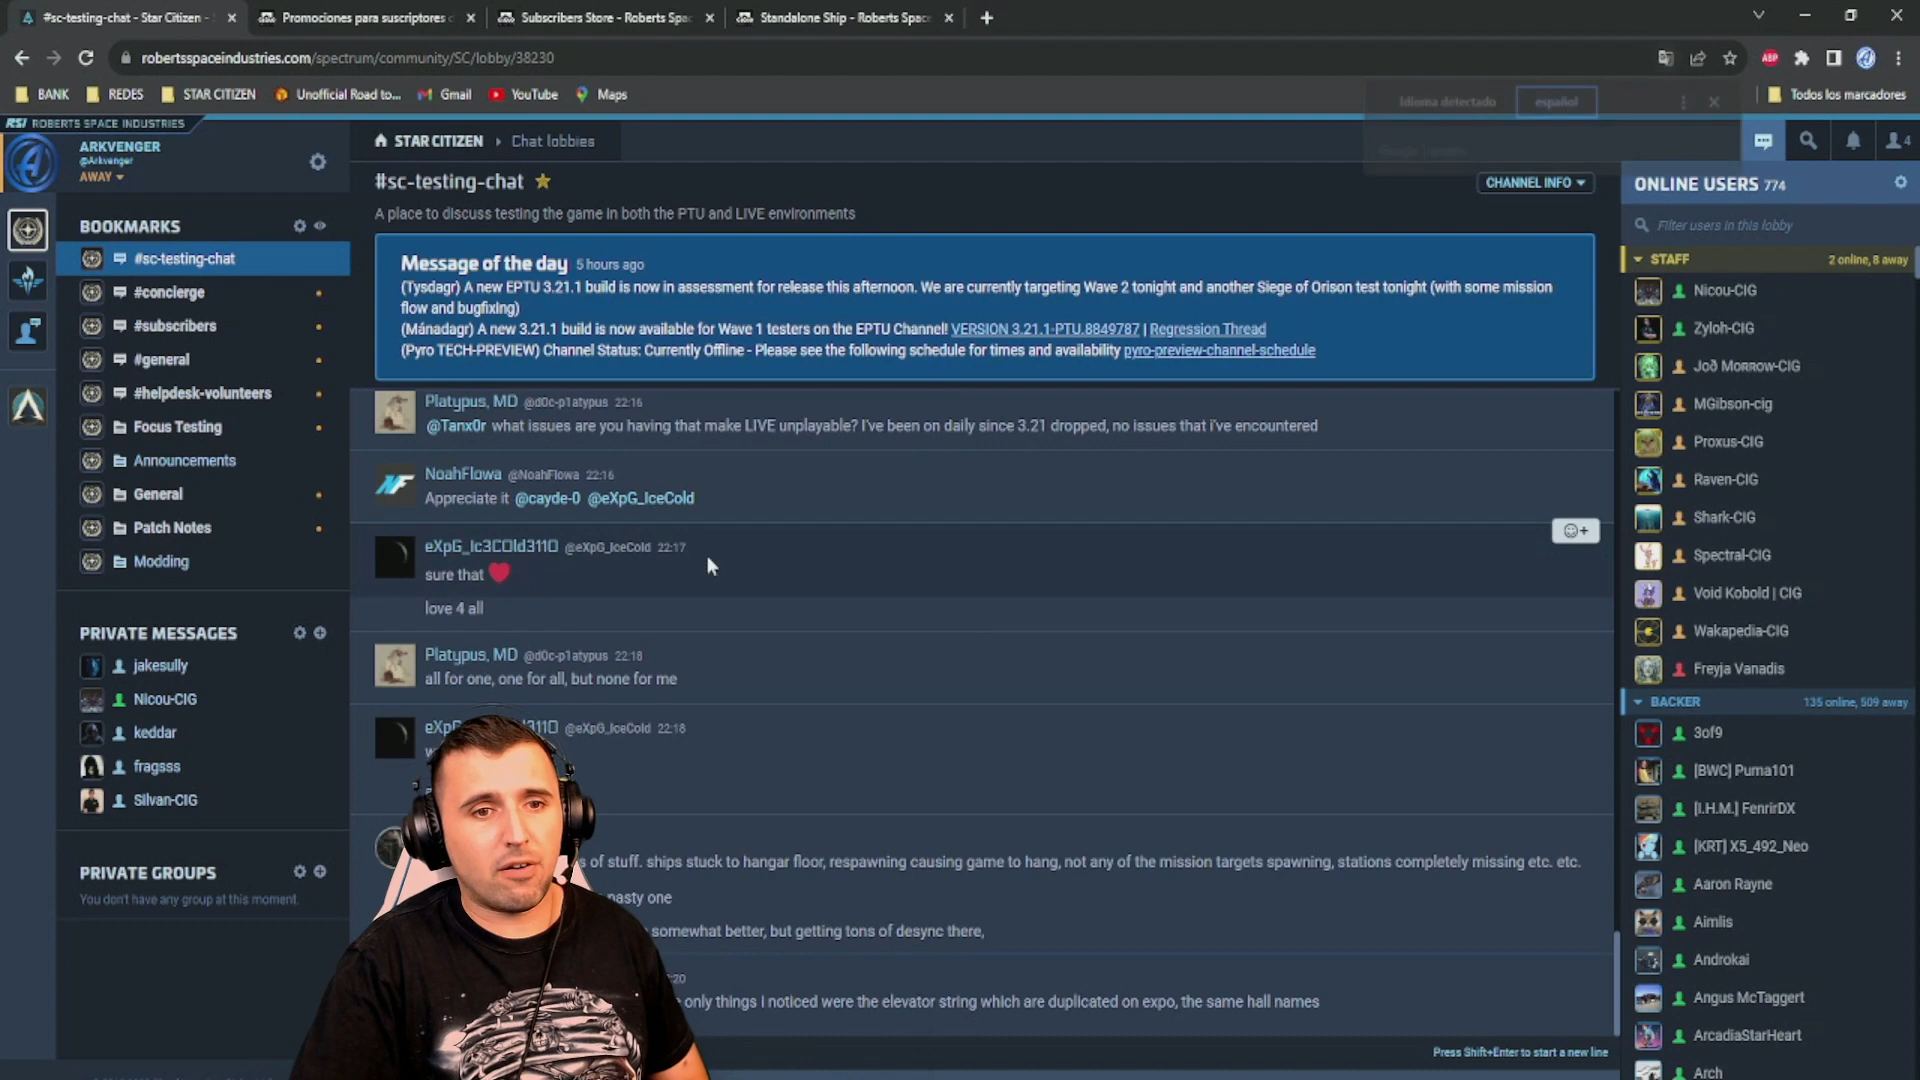 #sc-testing-chat - Star Citizen -
Promociones para suscriptores
Subscribers Store - Roberts Spac
Standalone Ship - Roberts Space
robertsspaceindustries.com/spectrum/community/SC/lobby/38230
ABP
BANK
REDES
STAR CITIZEN
Unofficial Road to...
Gmail
YouTube
Maps
Todos los marcadores
Idioma detectado
español
RSI ROBERTS SPACE INDUSTRIES
ARKVENGER
@Arkvenger
AWAY
STAR CITIZEN
Chat lobbies
4
BOOKMARKS
#sc-testing-chat
#concierge
#subscribers
#general
#helpdesk-volunteers
Focus Testing
Announcements
General
Patch Notes
Modding
PRIVATE MESSAGES
jakesully
Nicou-CIG
keddar
fragsss
Silvan-CIG
PRIVATE GROUPS
You don't have any group at this moment.
#sc-testing-chat
CHANNEL INFO
A place to discuss testing the game in both the PTU and LIVE environments
Message of the day 5 hours ago
(Tysdagr) A new EPTU 3.21.1 build is now in assessment for release this afternoon. We are currently targeting Wave 2 tonight and another Siege of Orison test tonight (with some mission
flow and bugfixing)
(Mánadagr) A new 3.21.1 build is now available for Wave 1 testers on the EPTU Channel! VERSION 3.21.1-PTU.8849787 | Regression Thread
(Pyro TECH-PREVIEW) Channel Status: Currently Offline - Please see the following schedule for times and availability pyro-preview-channel-schedule
Platypus, MD @d0c-p1atypus 22:16
@Tanx0r what issues are you having that make LIVE unplayable? I've been on daily since 3.21 dropped, no issues that i've encountered
NoahFlowa @NoahFlowa 22:16
Appreciate it @cayde-0 @eXpG_IceCold
eXpG_Ic3COld311O @eXpG_IceCold 22:17
sure that
love 4 all
Platypus, MD @d0c-p1atypus 22:18
all for one, one for all, but none for me
@eXpG_IceCold 22:18
s of stuff. ships stuck to hangar floor, respawning causing game to hang, not any of the mission targets spawning, stations completely missing etc. etc.
nasty one
somewhat better, but getting tons of desync there,
:20
only things I noticed were the elevator string which are duplicated on expo, the same hall names
Press Shift+Enter to start a new line
ONLINE USERS 774
Filter users in this lobby
STAFF 2 online, 8 away
Nicou-CIG
Zyloh-CIG
Joð Morrow-CIG
MGibson-cig
Proxus-CIG
Raven-CIG
Shark-CIG
Spectral-CIG
Void Kobold | CIG
Wakapedia-CIG
Freyja Vanadis
BACKER 135 online, 509 away
3of9
[BWC] Puma101
[I.H.M.] FenrirDX
[KRT] X5_492_Neo
Aaron Rayne
Aimlis
Androkai
Angus McTaggert
ArcadiaStarHeart
Arch